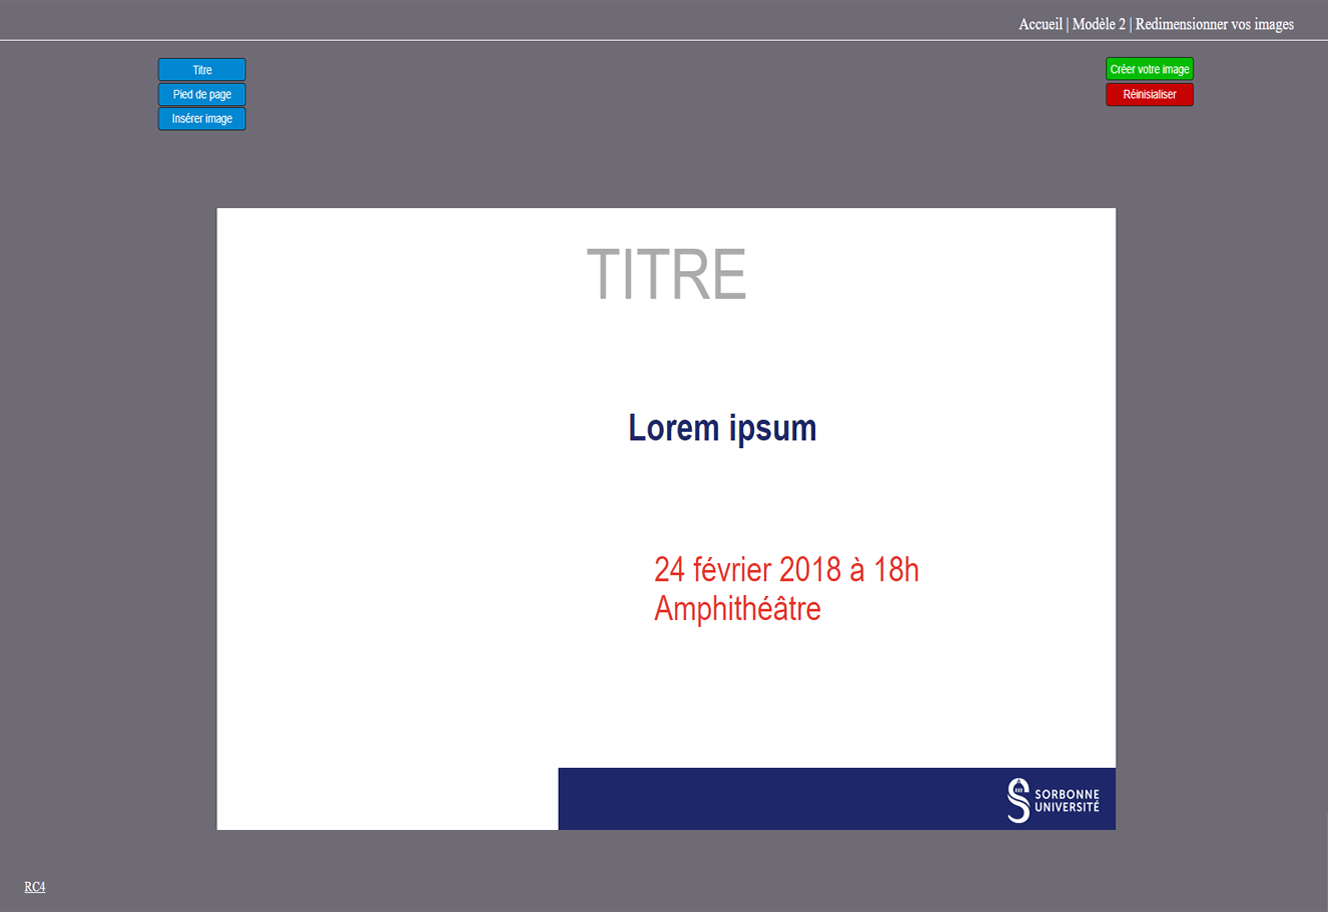 Accueil | Modèle 2 | Redimensionner vos images
Titre
Pied de page
Insérer image
Créer votre image
Réinisialiser
TITRE
Lorem ipsum
24 février 2018 à 18h
Amphithéâtre
SORBONNE
UNIVERSITÉ
RC4